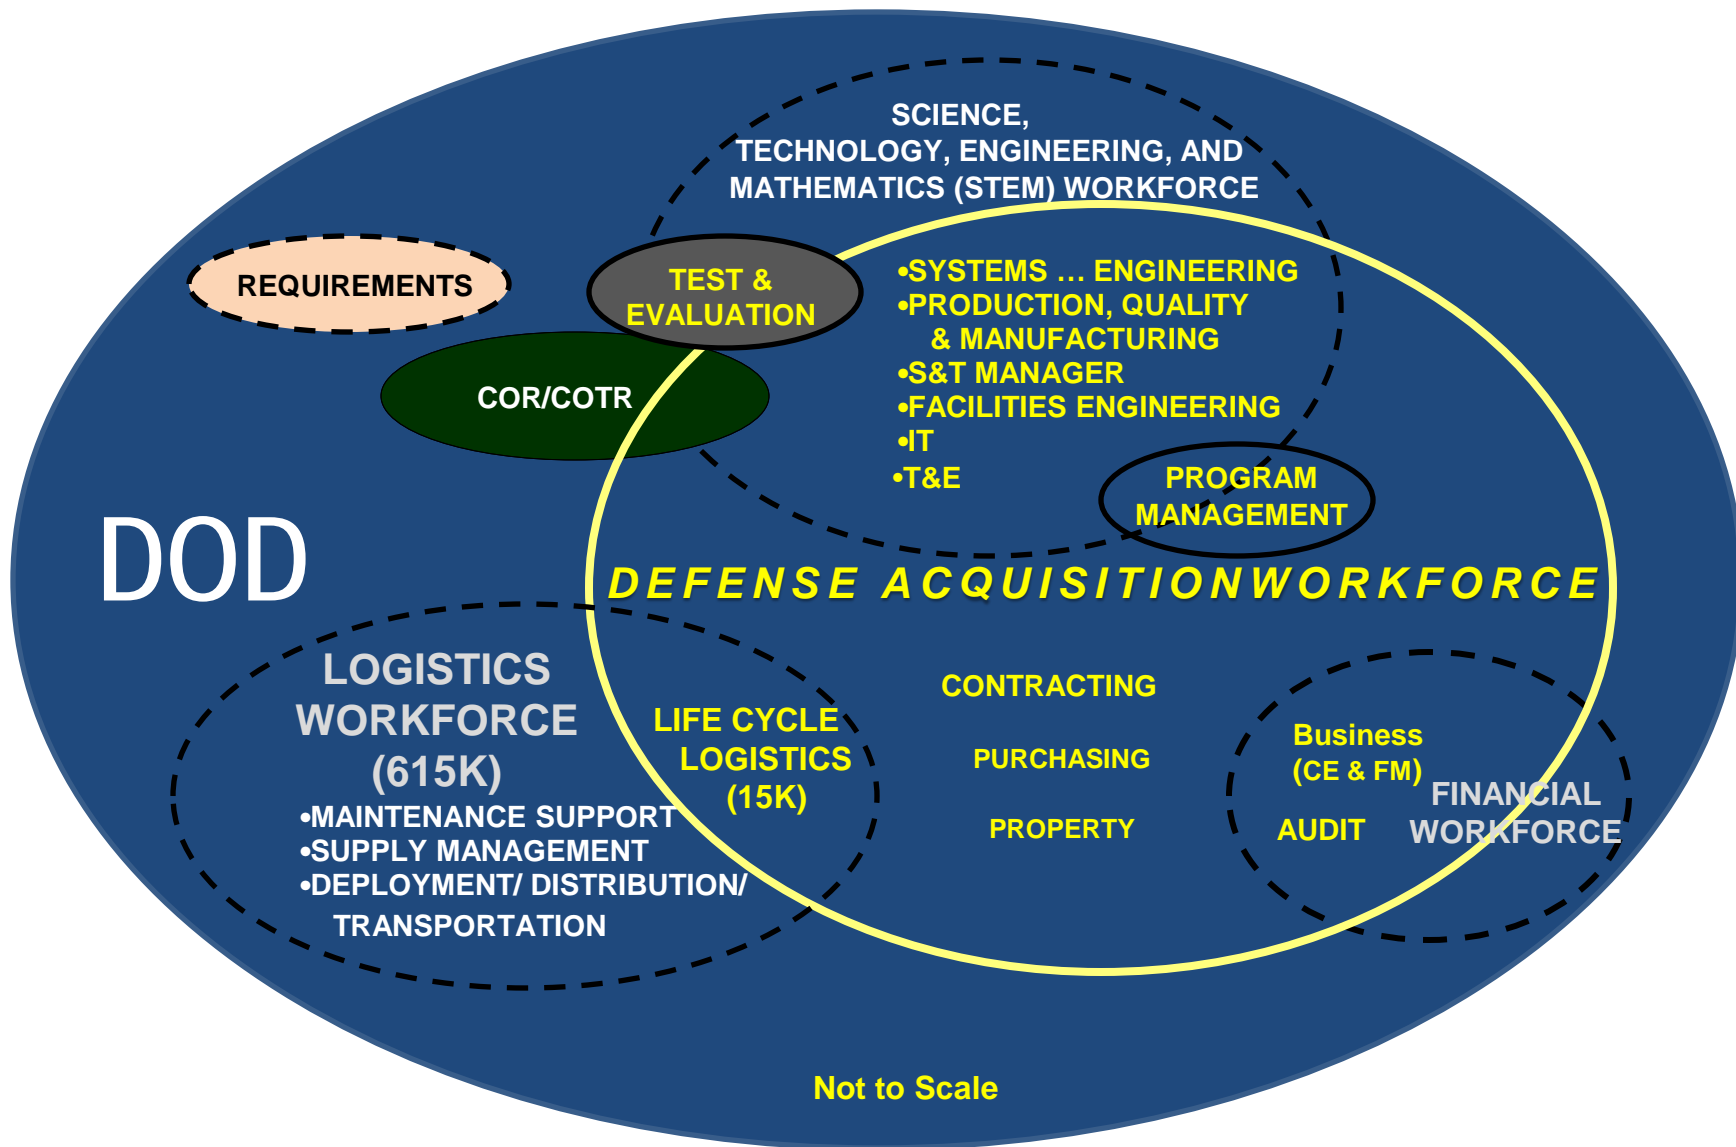 SCIENCE,
TECHNOLOGY, ENGINEERING, AND
MATHEMATICS (STEM) WORKFORCE
REQUIREMENTS
TEST &
EVALUATION
COR/COTR
•SYSTEMS … ENGINEERING
•PRODUCTION, QUALITY
& MANUFACTURING
•S&T MANAGER
•FACILITIES ENGINEERING
•IT
•T&E
PROGRAM
MANAGEMENT
DOD
DEFENSE ACQUISITIONWORKFORCE
LOGISTICS
WORKFORCE
(615K)
•MAINTENANCE SUPPORT
•SUPPLY MANAGEMENT
•DEPLOYMENT/ DISTRIBUTION/
TRANSPORTATION
LIFE CYCLE
LOGISTICS
(15K)
CONTRACTING
PURCHASING
PROPERTY
Business
(CE & FM)
AUDIT
FINANCIAL
WORKFORCE
Not to Scale